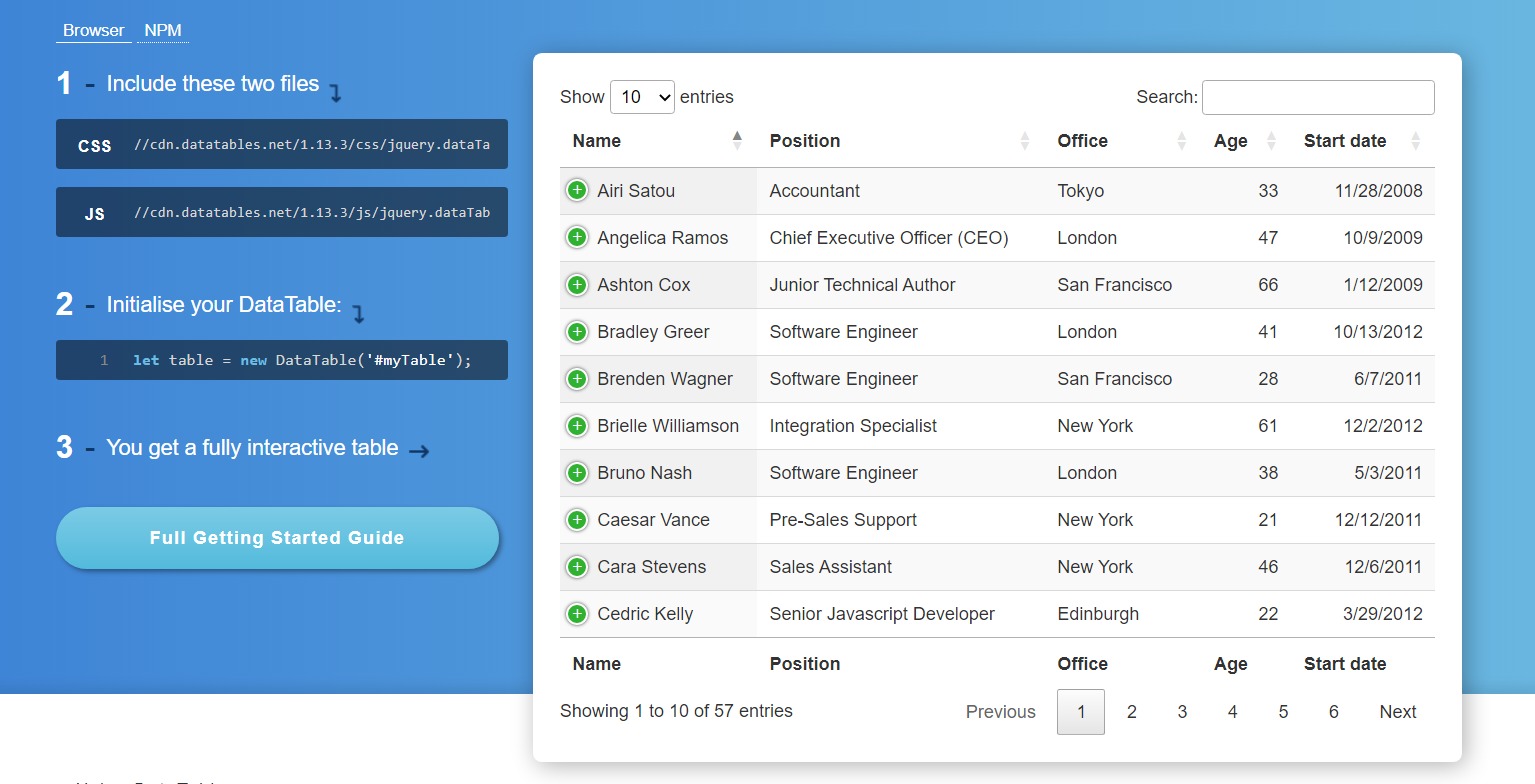 Browser NPM
1 - Include these two files
CSS //cdn.datatables.net/1.13.3/css/jquery.dataTa
JS //cdn.datatables.net/1.13.3/js/jquery.dataTab
2 - Initialise your DataTable:
1 let table = new DataTable('#myTable');
3 - You get a fully interactive table
Full Getting Started Guide
Show 10 entries Search:
Name Position Office Age Start date
Airi Satou Accountant Tokyo 33 11/28/2008
Angelica Ramos Chief Executive Officer (CEO) London 47 10/9/2009
Ashton Cox Junior Technical Author San Francisco 66 1/12/2009
Bradley Greer Software Engineer London 41 10/13/2012
Brenden Wagner Software Engineer San Francisco 28 6/7/2011
Brielle Williamson Integration Specialist New York 61 12/2/2012
Bruno Nash Software Engineer London 38 5/3/2011
Caesar Vance Pre-Sales Support New York 21 12/12/2011
Cara Stevens Sales Assistant New York 46 12/6/2011
Cedric Kelly Senior Javascript Developer Edinburgh 22 3/29/2012
Name Position Office Age Start date
Showing 1 to 10 of 57 entries Previous 1 2 3 4 5 6 Next